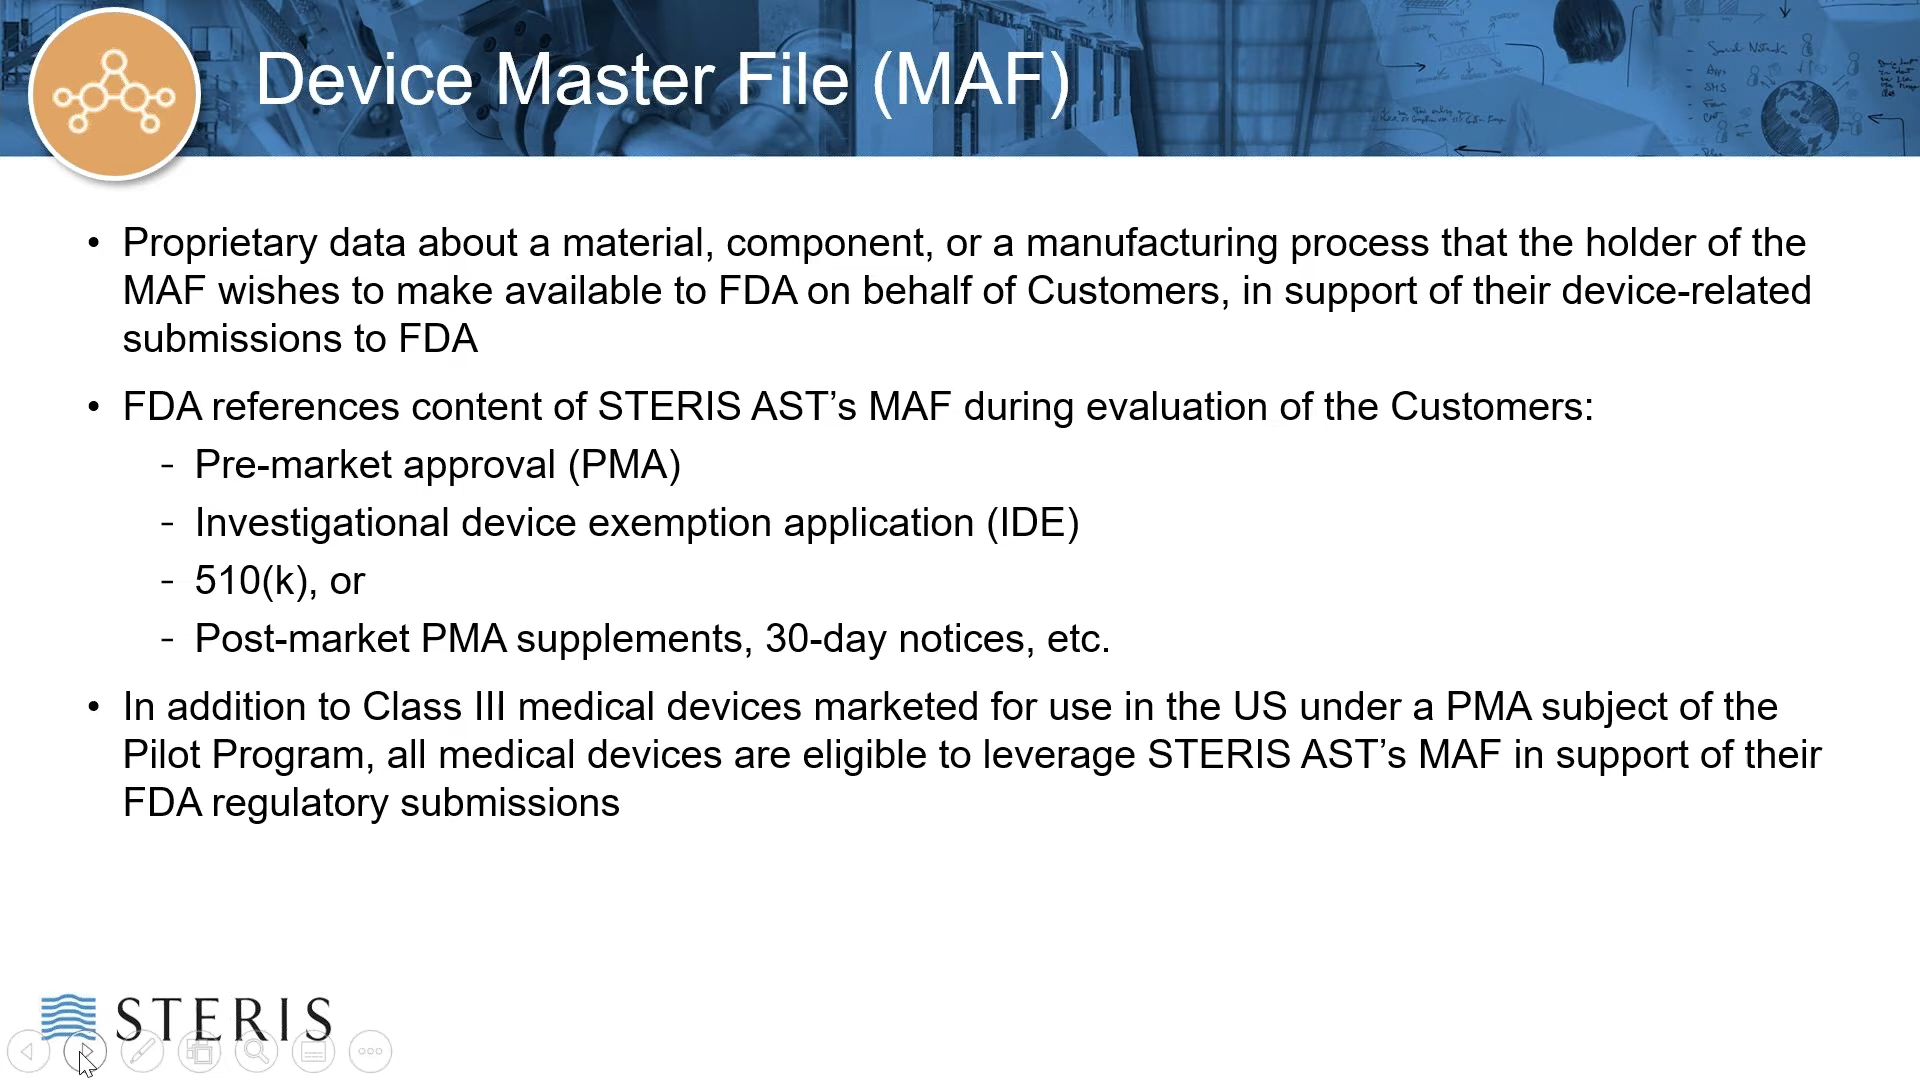 Device Master File (MAF)
Social Network
SMS
• Proprietary data about a material, component, or a manufacturing process that the holder of the
MAF wishes to make available to FDA on behalf of Customers, in support of their device-related
submissions to FDA
• FDA references content of STERIS AST’s MAF during evaluation of the Customers:
- Pre-market approval (PMA)
- Investigational device exemption application (IDE)
- 510(k), or
- Post-market PMA supplements, 30-day notices, etc.
• In addition to Class III medical devices marketed for use in the US under a PMA subject of the
Pilot Program, all medical devices are eligible to leverage STERIS AST’s MAF in support of their
FDA regulatory submissions
STERIS